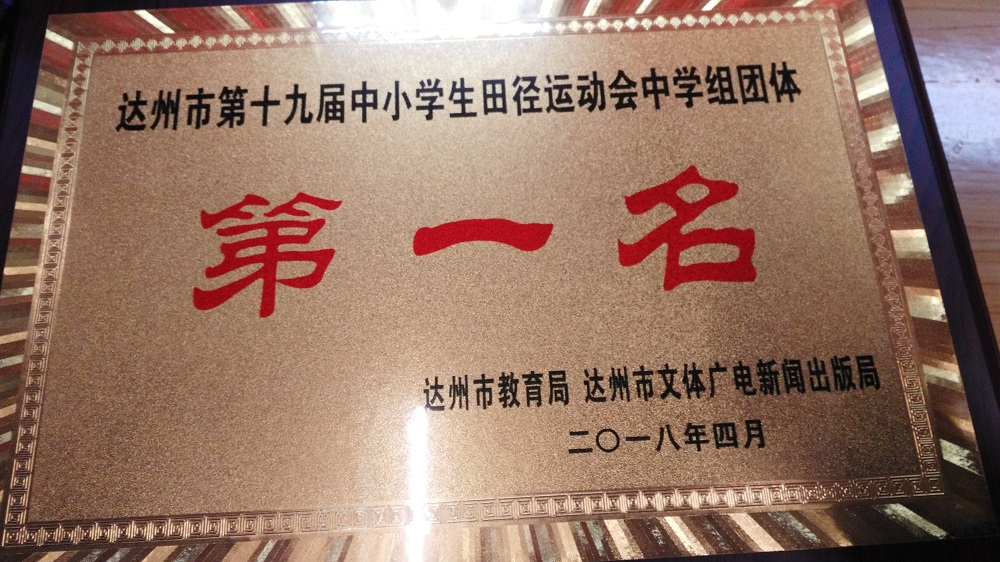 达州市第十九届中小学生田径运动会中学组团体
第一名
达州市教育局 达州市文体广电新闻出版局
二〇一八年四月